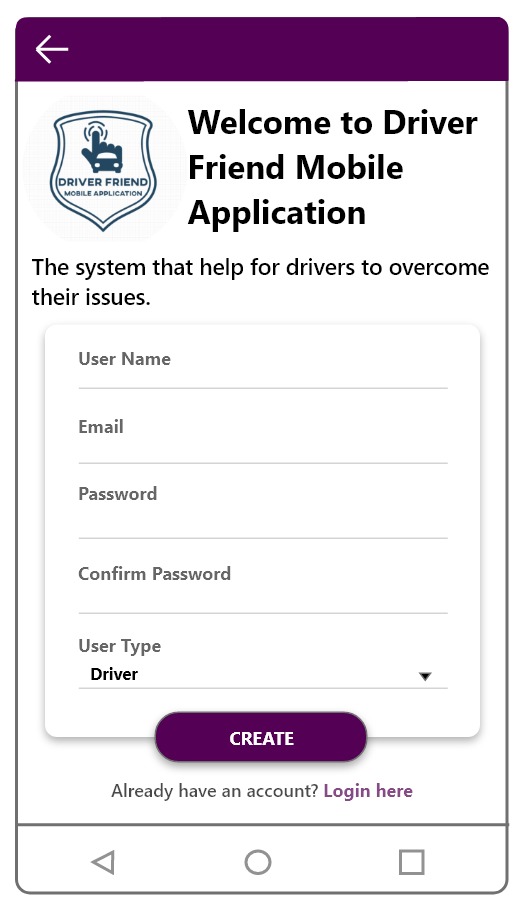 Welcome to Driver
Friend Mobile
Application
DRIVER FRIEND
MOBILE APPLICATION
The system that help for drivers to overcome
their issues.
User Name
Email
Password
Confirm Password
User Type
Driver
CREATE
Already have an account? Login here